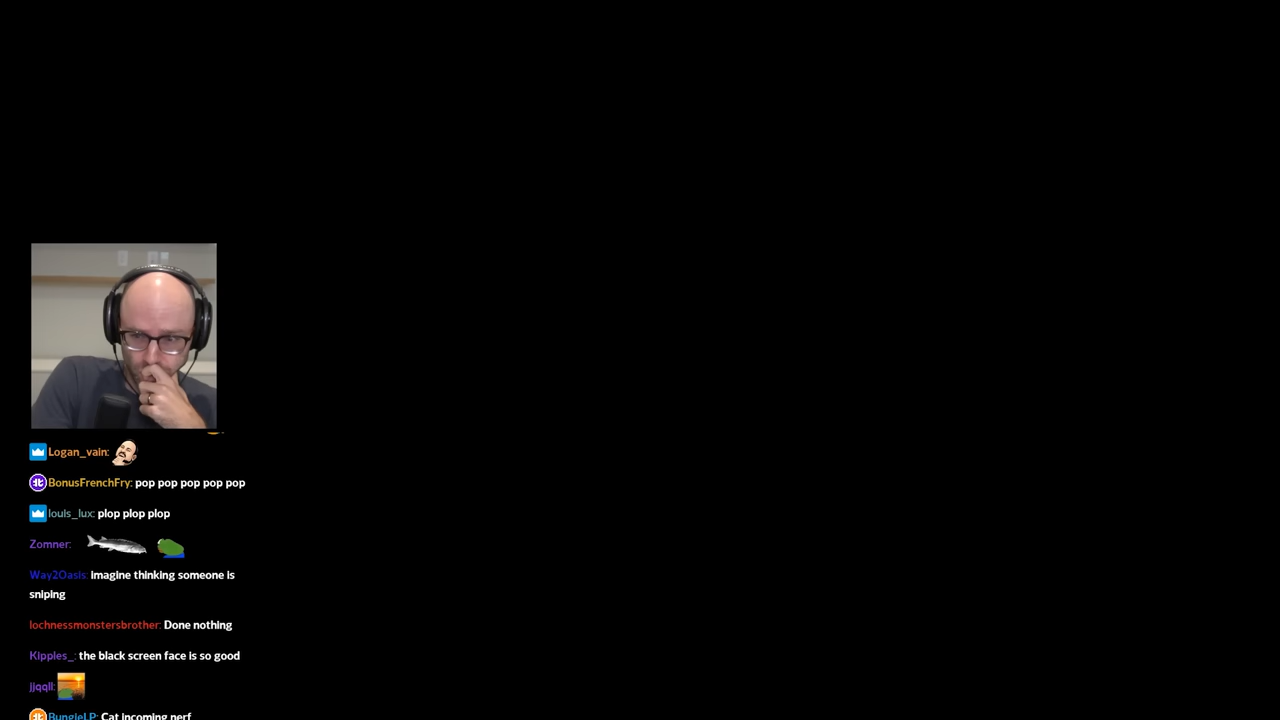 Logan_vain:
BonusFrenchFry: pop pop pop pop pop
louis_lux: plop plop plop
Zomner:
Way2Oasis: imagine thinking someone is
sniping
lochnessmonstersbrother: Done nothing
Kipples_: the black screen face is so good
jjqqll:
BungieLP: Cat incoming nerf